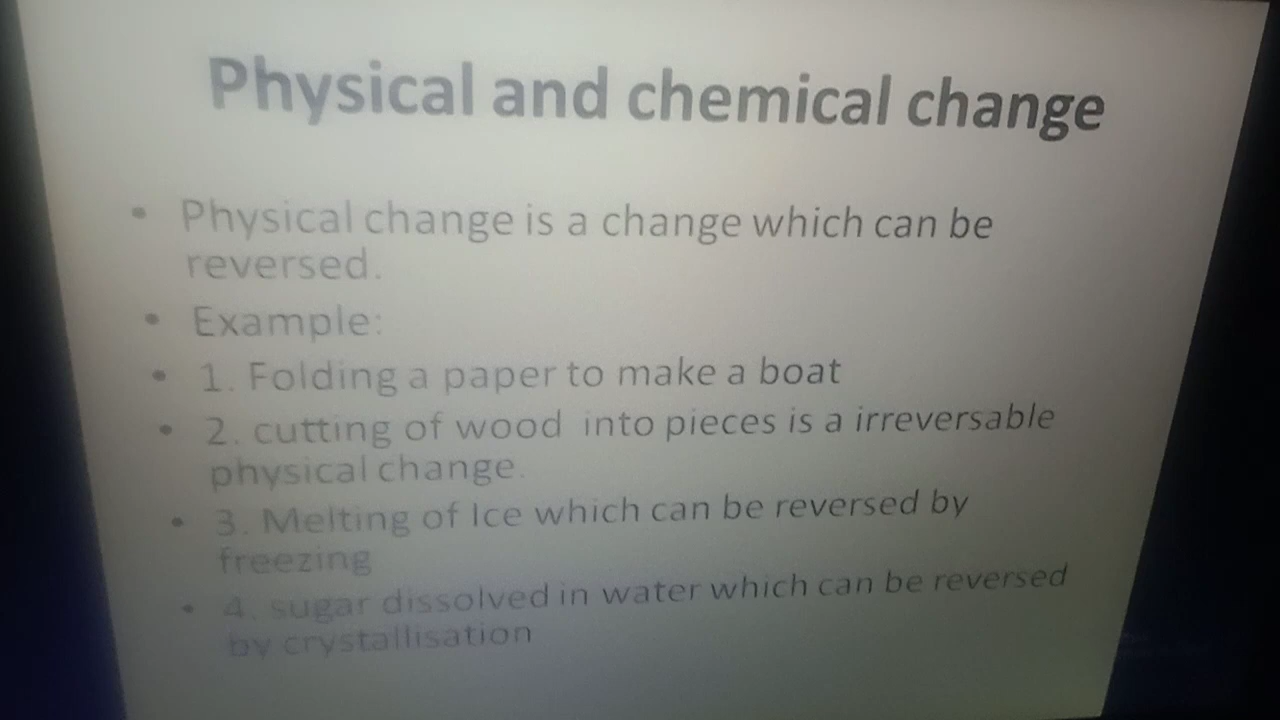 Physical and chemical change
• Physical change is a change which can be
reversed.
• Example:
• 1. Folding a paper to make a boat
• 2. cutting of wood into pieces is a irreversable
physical change.
• 3. Melting of Ice which can be reversed by
freezing
• 4. sugar dissolved in water which can be reversed
by crystallisation